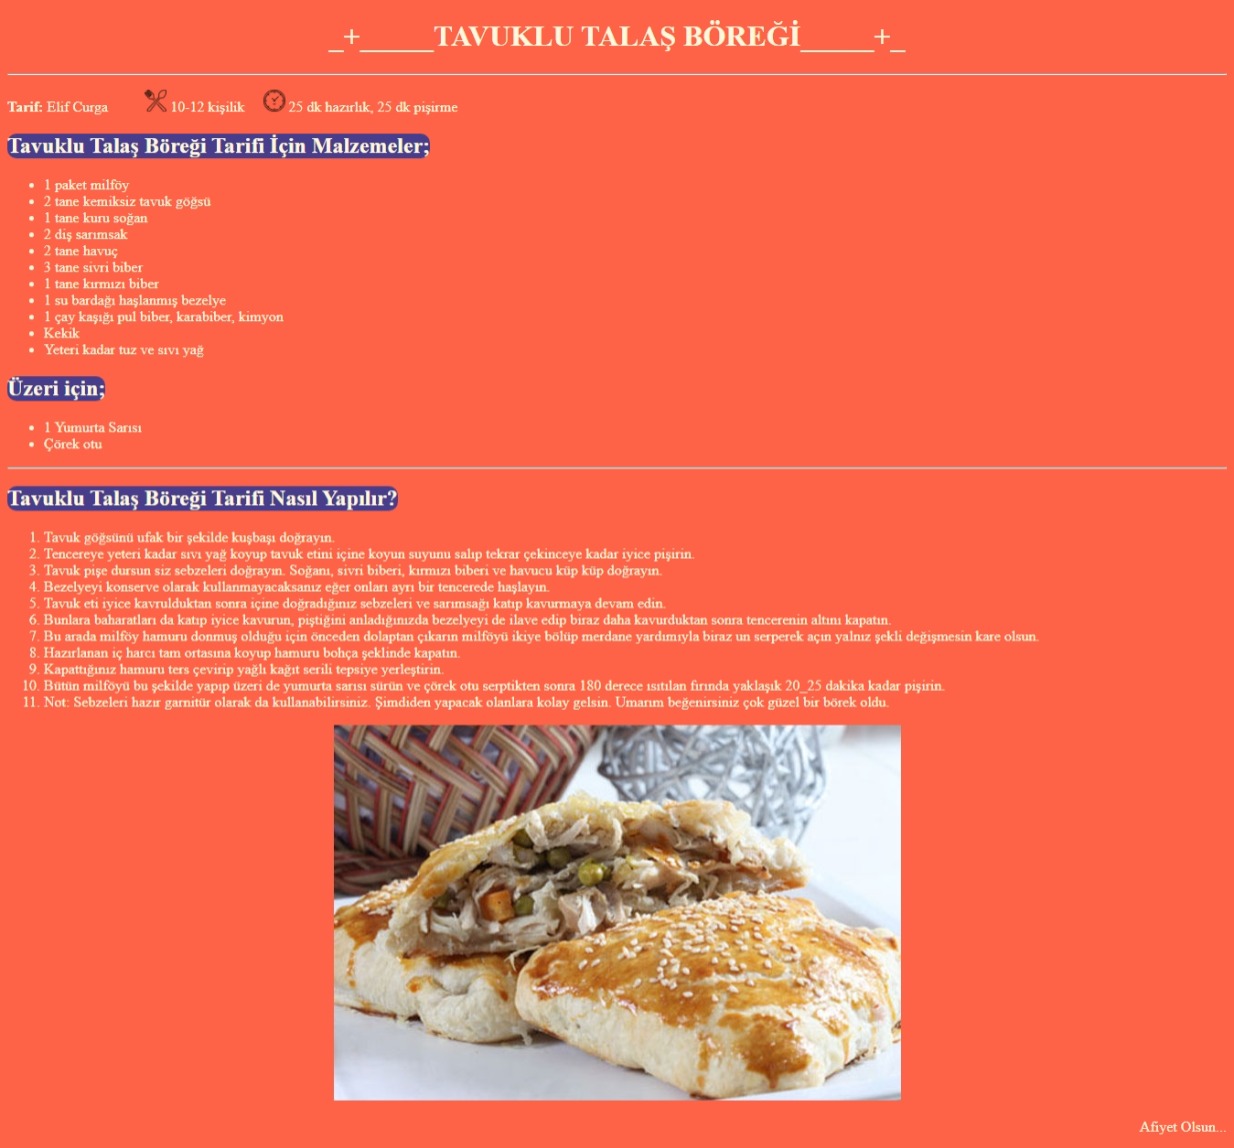 _+_____TAVUKLU TALAŞ BÖREĞİ_____+_
Tarif: Elif Curga 10-12 kişilik 25 dk hazırlık, 25 dk pişirme
Tavuklu Talaş Böreği Tarifi İçin Malzemeler;
• 1 paket milföy
• 2 tane kemiksiz tavuk göğsü
• 1 tane kuru soğan
• 2 diş sarımsak
• 2 tane havuç
• 3 tane sivri biber
• 1 tane kırmızı biber
• 1 su bardağı haşlanmış bezelye
• 1 çay kaşığı pul biber, karabiber, kimyon
• Kekik
• Yeteri kadar tuz ve sıvı yağ
Üzeri için;
• 1 Yumurta Sarısı
• Çörek otu
Tavuklu Talaş Böreği Tarifi Nasıl Yapılır?
1. Tavuk göğsünü ufak bir şekilde kuşbaşı doğrayın.
2. Tencereye yeteri kadar sıvı yağ koyup tavuk etini içine koyun suyunu salıp tekrar çekinceye kadar iyice pişirin.
3. Tavuk pişe dursun siz sebzeleri doğrayın. Soğanı, sivri biberi, kırmızı biberi ve havucu küp küp doğrayın.
4. Bezelyeyi konserve olarak kullanmayacaksanız eğer onları ayrı bir tencerede haşlayın.
5. Tavuk eti iyice kavrulduktan sonra içine doğradığınız sebzeleri ve sarımsağı katıp kavurmaya devam edin.
6. Bunlara baharatları da katıp iyice kavurun, piştiğini anladığınızda bezelyeyi de ilave edip biraz daha kavurduktan sonra tencerenin altını kapatın.
7. Bu arada milföy hamuru donmuş olduğu için önceden dolaptan çıkarın milföyü ikiye bölüp merdane yardımıyla biraz un serperek açın yalnız şekli değişmesin kare olsun.
8. Hazırlanan iç harcı tam ortasına koyup hamuru bohça şeklinde kapatın.
9. Kapattığınız hamuru ters çevirip yağlı kağıt serili tepsiye yerleştirin.
10. Bütün milföyü bu şekilde yapıp üzeri de yumurta sarısı sürün ve çörek otu serptikten sonra 180 derece ısıtılan fırında yaklaşık 20_25 dakika kadar pişirin.
11. Not: Sebzeleri hazır garnitür olarak da kullanabilirsiniz. Şimdiden yapacak olanlara kolay gelsin. Umarım beğenirsiniz çok güzel bir börek oldu.
Afiyet Olsun...